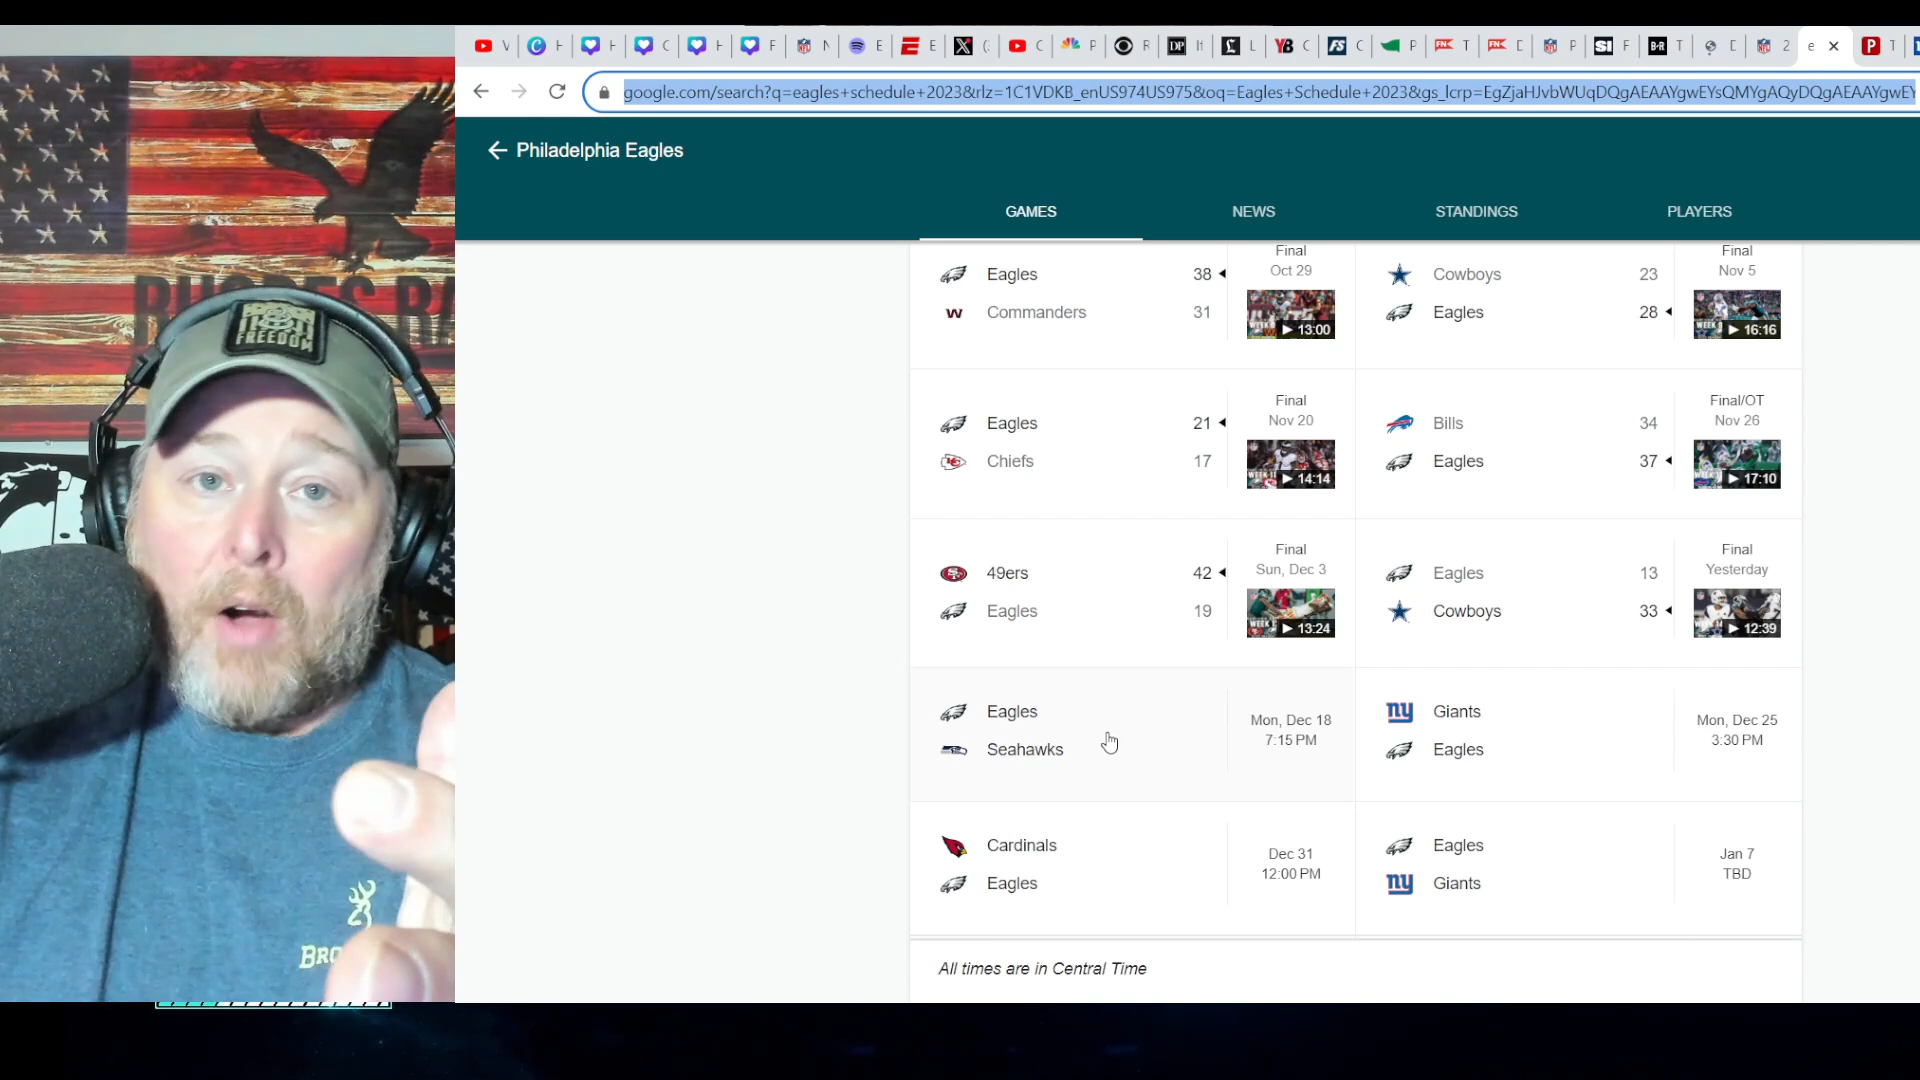 google.com/search?q=eagles+schedule+2023&rlz=1C1VDKB_enUS974US975&oq=Eagles+Schedule+2023&gs_lcrp=EgZjaHJvbWUqDQgAEAAYgwEYsQMYgAQyDQgAEAAYgwEY
Philadelphia Eagles
GAMES NEWS STANDINGS PLAYERS
Final
Oct 29
Eagles 38
Commanders 31
13:00
Final
Nov 5
Cowboys 23
Eagles 28
16:16
Final
Nov 20
Eagles 21
Chiefs 17
14:14
Final/OT
Nov 26
Bills 34
Eagles 37
17:10
Final
Sun, Dec 3
49ers 42
Eagles 19
13:24
Final
Yesterday
Eagles 13
Cowboys 33
12:39
Eagles
Seahawks
Mon, Dec 18
7:15 PM
Giants
Eagles
Mon, Dec 25
3:30 PM
Cardinals
Eagles
Dec 31
12:00 PM
Eagles
Giants
Jan 7
TBD
All times are in Central Time
FREEDOM